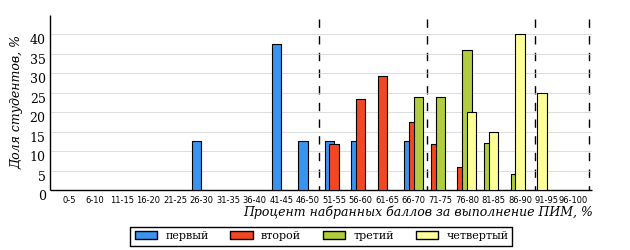 Доля студентов, %
40
35
30
25
20
15
10
5
0
0-5 6-10 11-15 16-20 21-25 26-30 31-35 36-40 41-45 46-50 51-55 56-60 61-65 66-70 71-75 76-80 81-85 86-90 91-95 96-100
Процент набранных баллов за выполнение ПИМ, %
первый второй третий четвертый